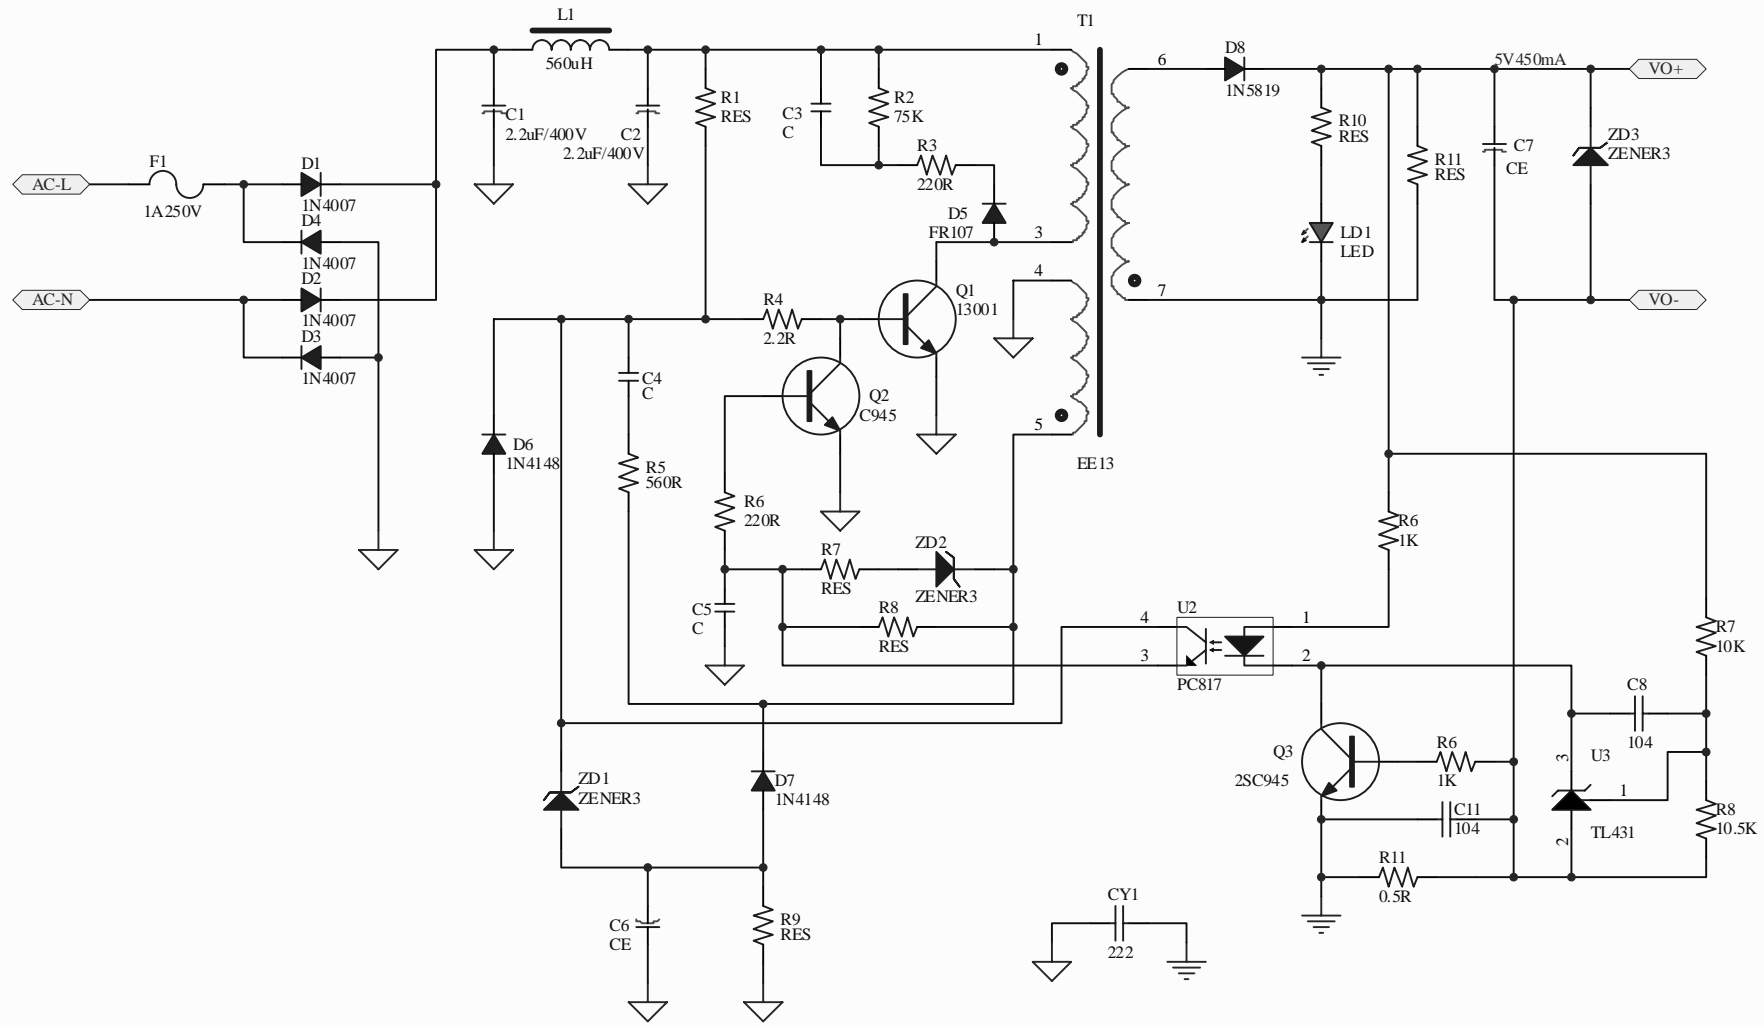 L1
560uH
T1
1
6
D8
1N5819
5V450mA
VO+
C1
2.2uF/400V
C2
2.2uF/400V
R1
RES
C3
C
R2
75K
R3
220R
R10
RES
R11
RES
C7
CE
ZD3
ZENER3
F1
1A250V
AC-L
D1
1N4007
D4
1N4007
D5
FR107
3
LD1
LED
AC-N
D2
1N4007
D3
1N4007
4
7
VO-
R4
2.2R
Q1
13001
C4
C
Q2
C945
5
EE13
D6
1N4148
R5
560R
R6
220R
R6
1K
R7
RES
ZD2
ZENER3
C5
C
R8
RES
4
3
U2
PC817
1
2
R7
10K
C8
104
Q3
2SC945
R6
1K
3
U3
1
2
TL431
R8
10.5K
ZD1
ZENER3
D7
1N4148
C11
104
R11
0.5R
C6
CE
R9
RES
CY1
222